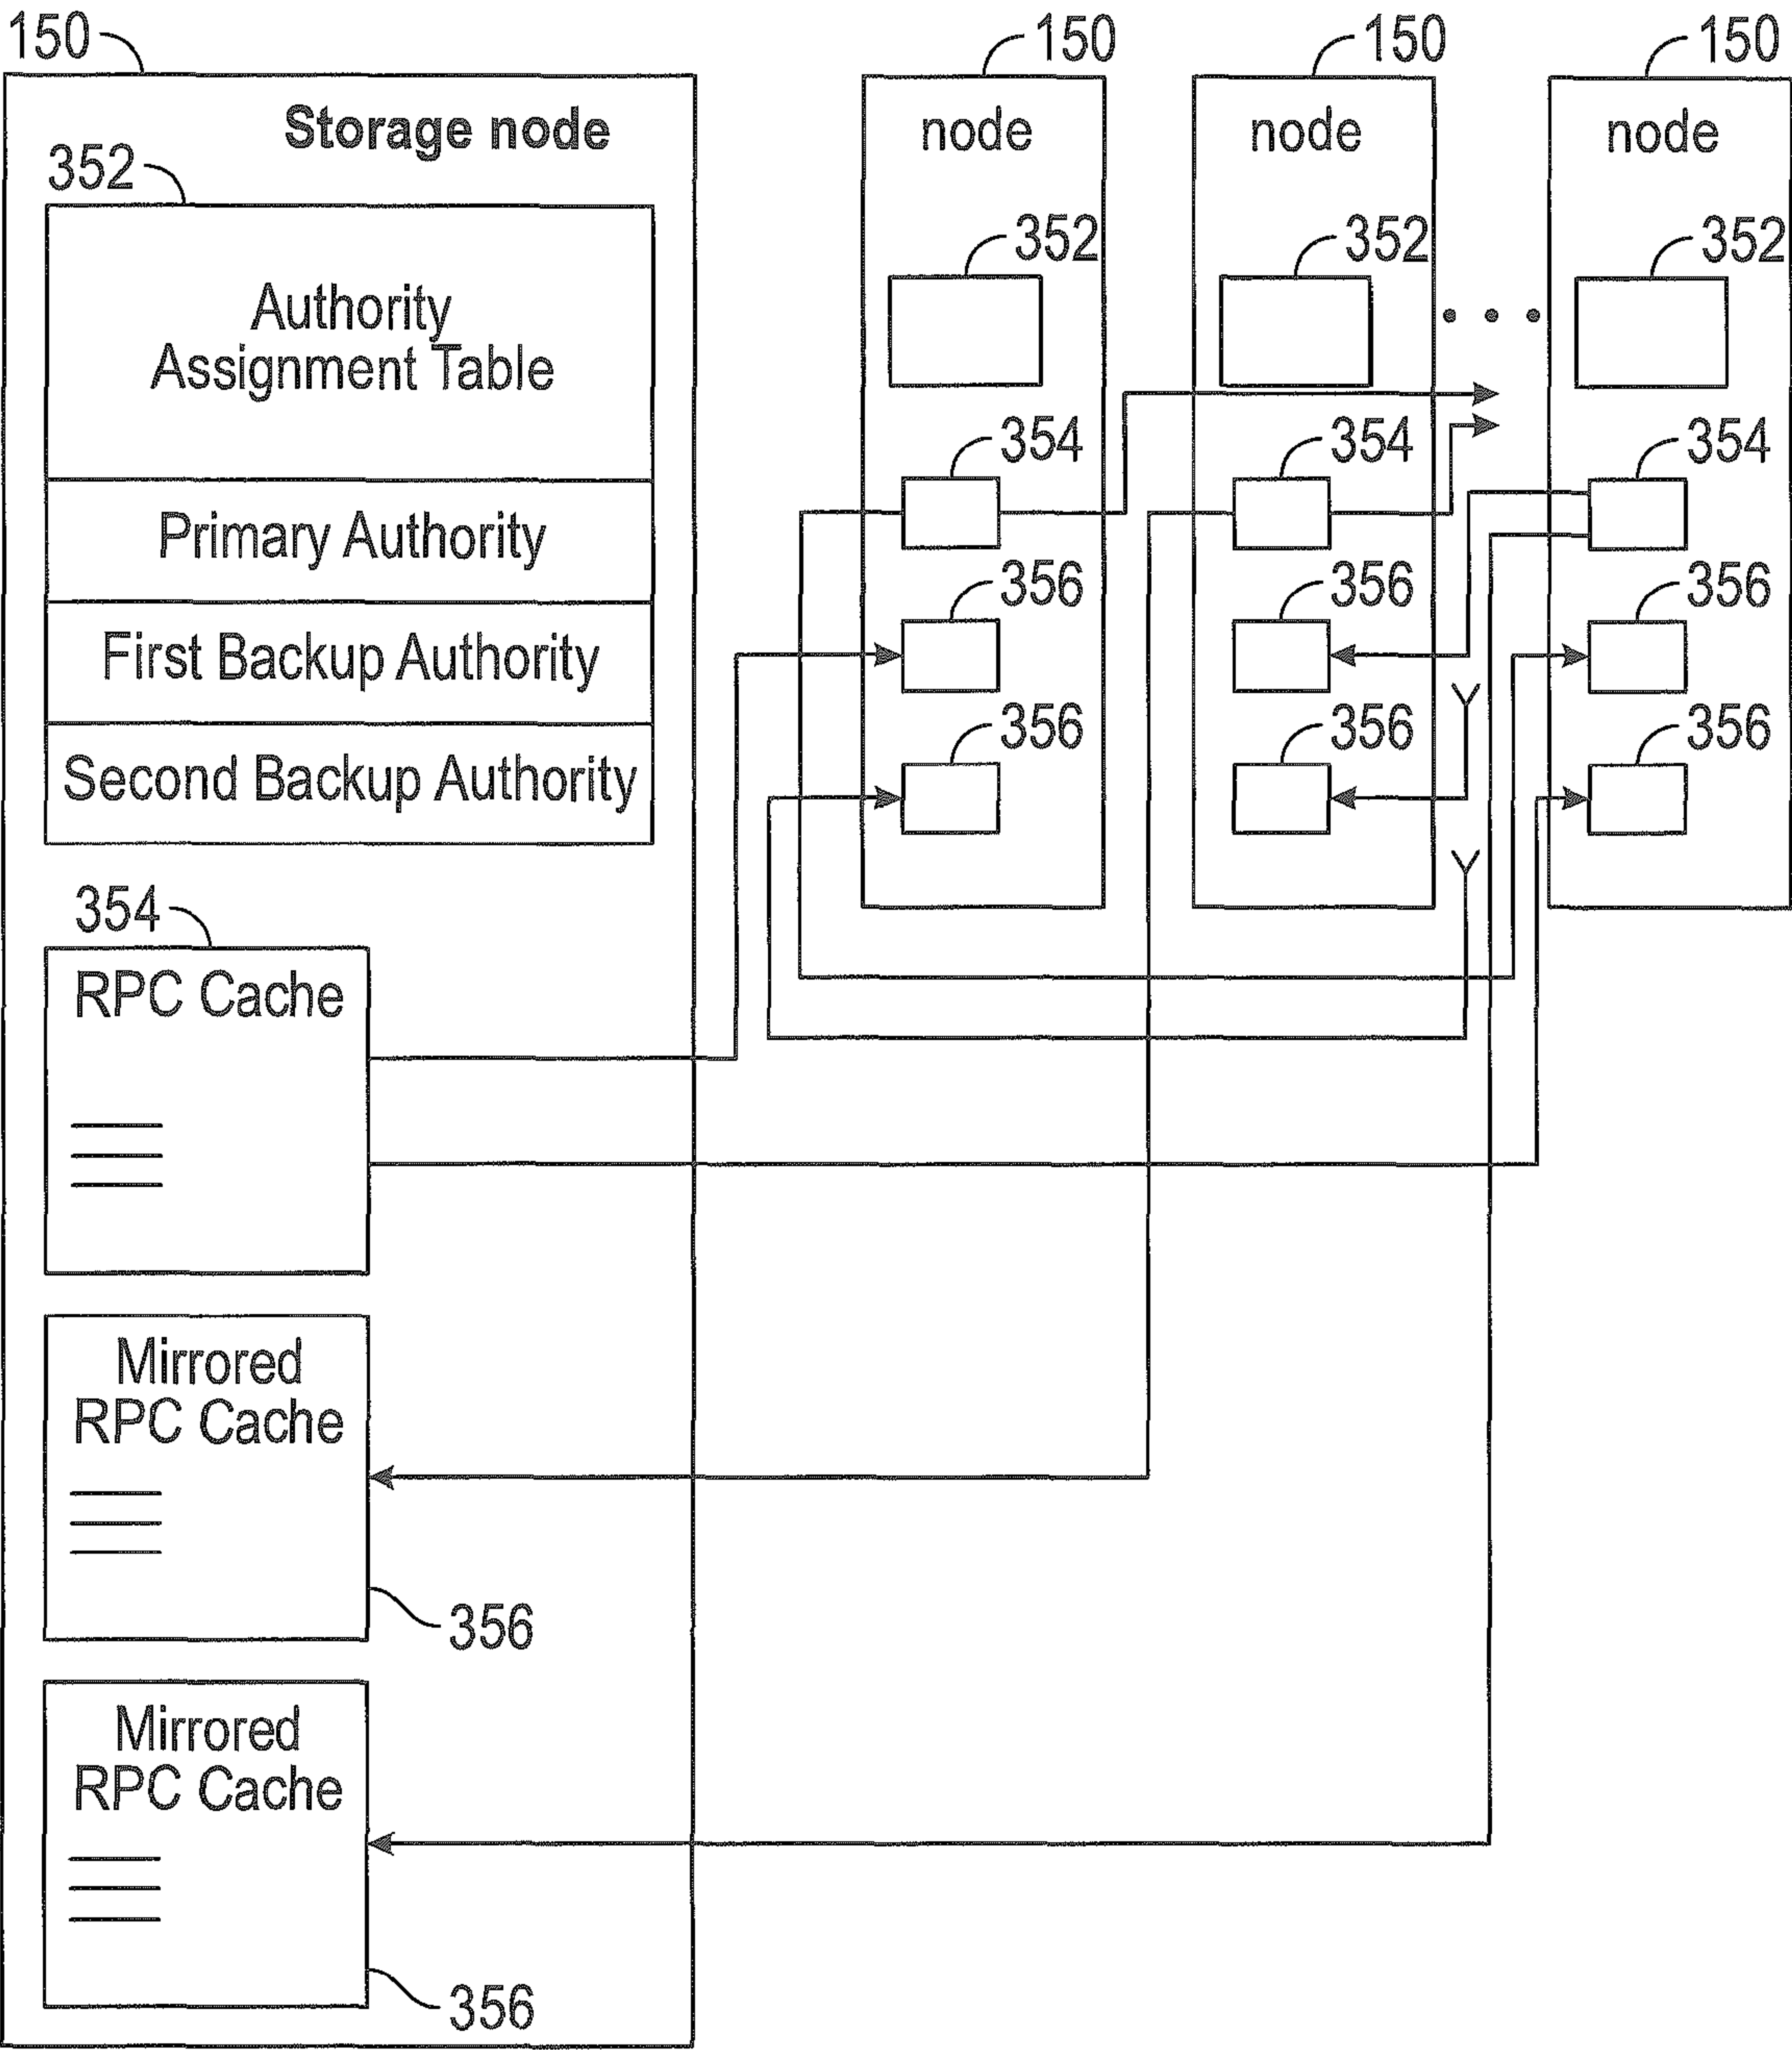 150
150
150
150
Storage node
node
node
node
352
Authority
Assignment Table
Primary Authority
First Backup Authority
Second Backup Authority
352
352
352
354
354
354
356
356
356
356
356
356
354
RPC Cache
Mirrored
RPC Cache
356
Mirrored
RPC Cache
356